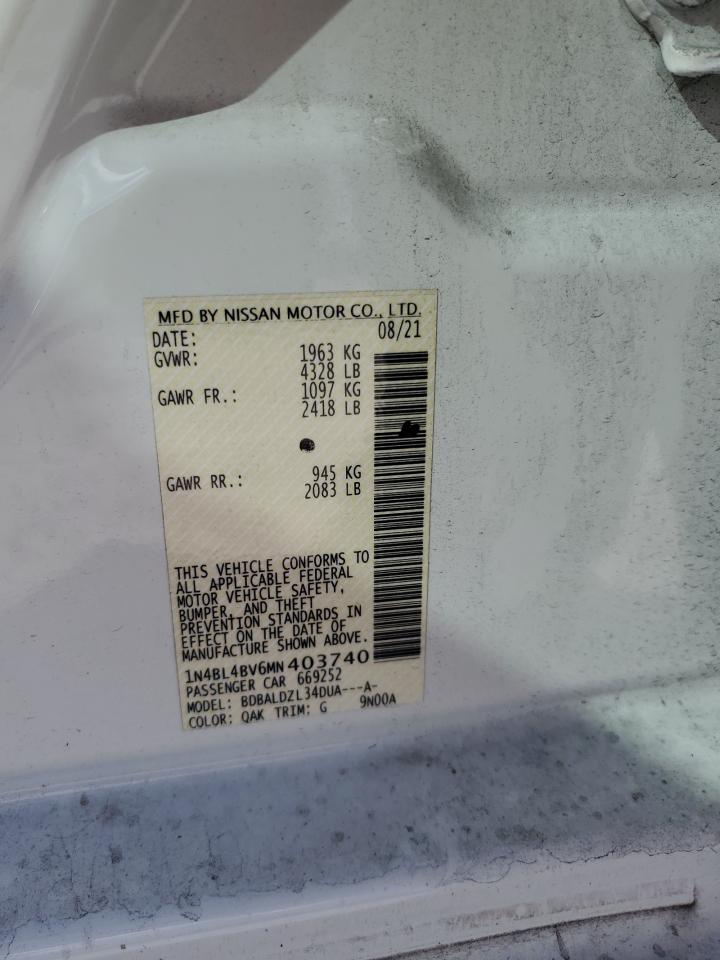 MFD BY NISSAN MOTOR CO., LTD.
DATE: 08/21
GVWR: 1963 KG
4328 LB
GAWR FR.: 1097 KG
2418 LB
GAWR RR.: 945 KG
2083 LB
THIS VEHICLE CONFORMS TO
ALL APPLICABLE FEDERAL
MOTOR VEHICLE SAFETY,
BUMPER, AND THEFT
PREVENTION STANDARDS IN
EFFECT ON THE DATE OF
MANUFACTURE SHOWN ABOVE.
1N4BL4BV6MN403740
PASSENGER CAR 669252
MODEL: BDBALDZL34DUA---A-
COLOR: QAK TRIM: G 9N00A